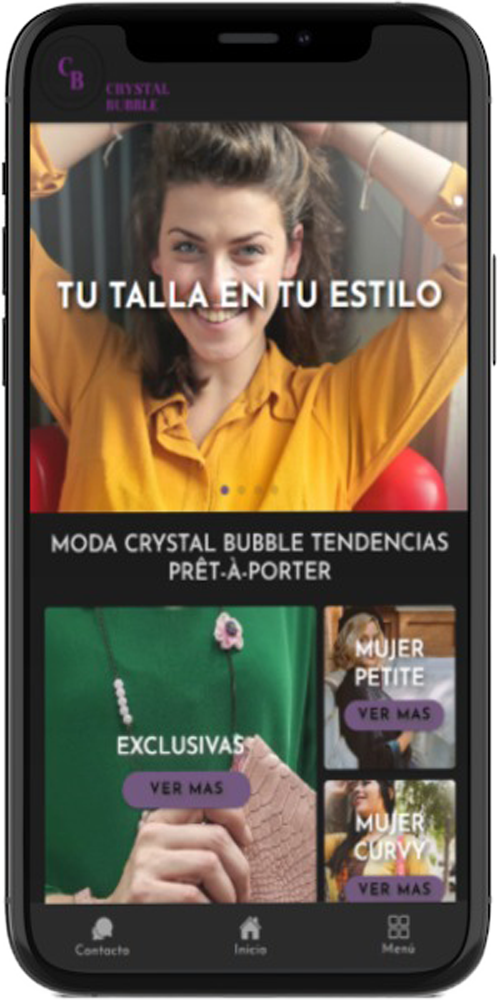 CB
CRYSTAL
BUBBLE
TU TALLA EN TU ESTILO
MODA CRYSTAL BUBBLE TENDENCIAS
PRÊT-À-PORTER
EXCLUSIVAS
VER MAS
MUJER
PETITE
VER MAS
MUJER
CURVY
VER MAS
Contacto
Inicio
Menú